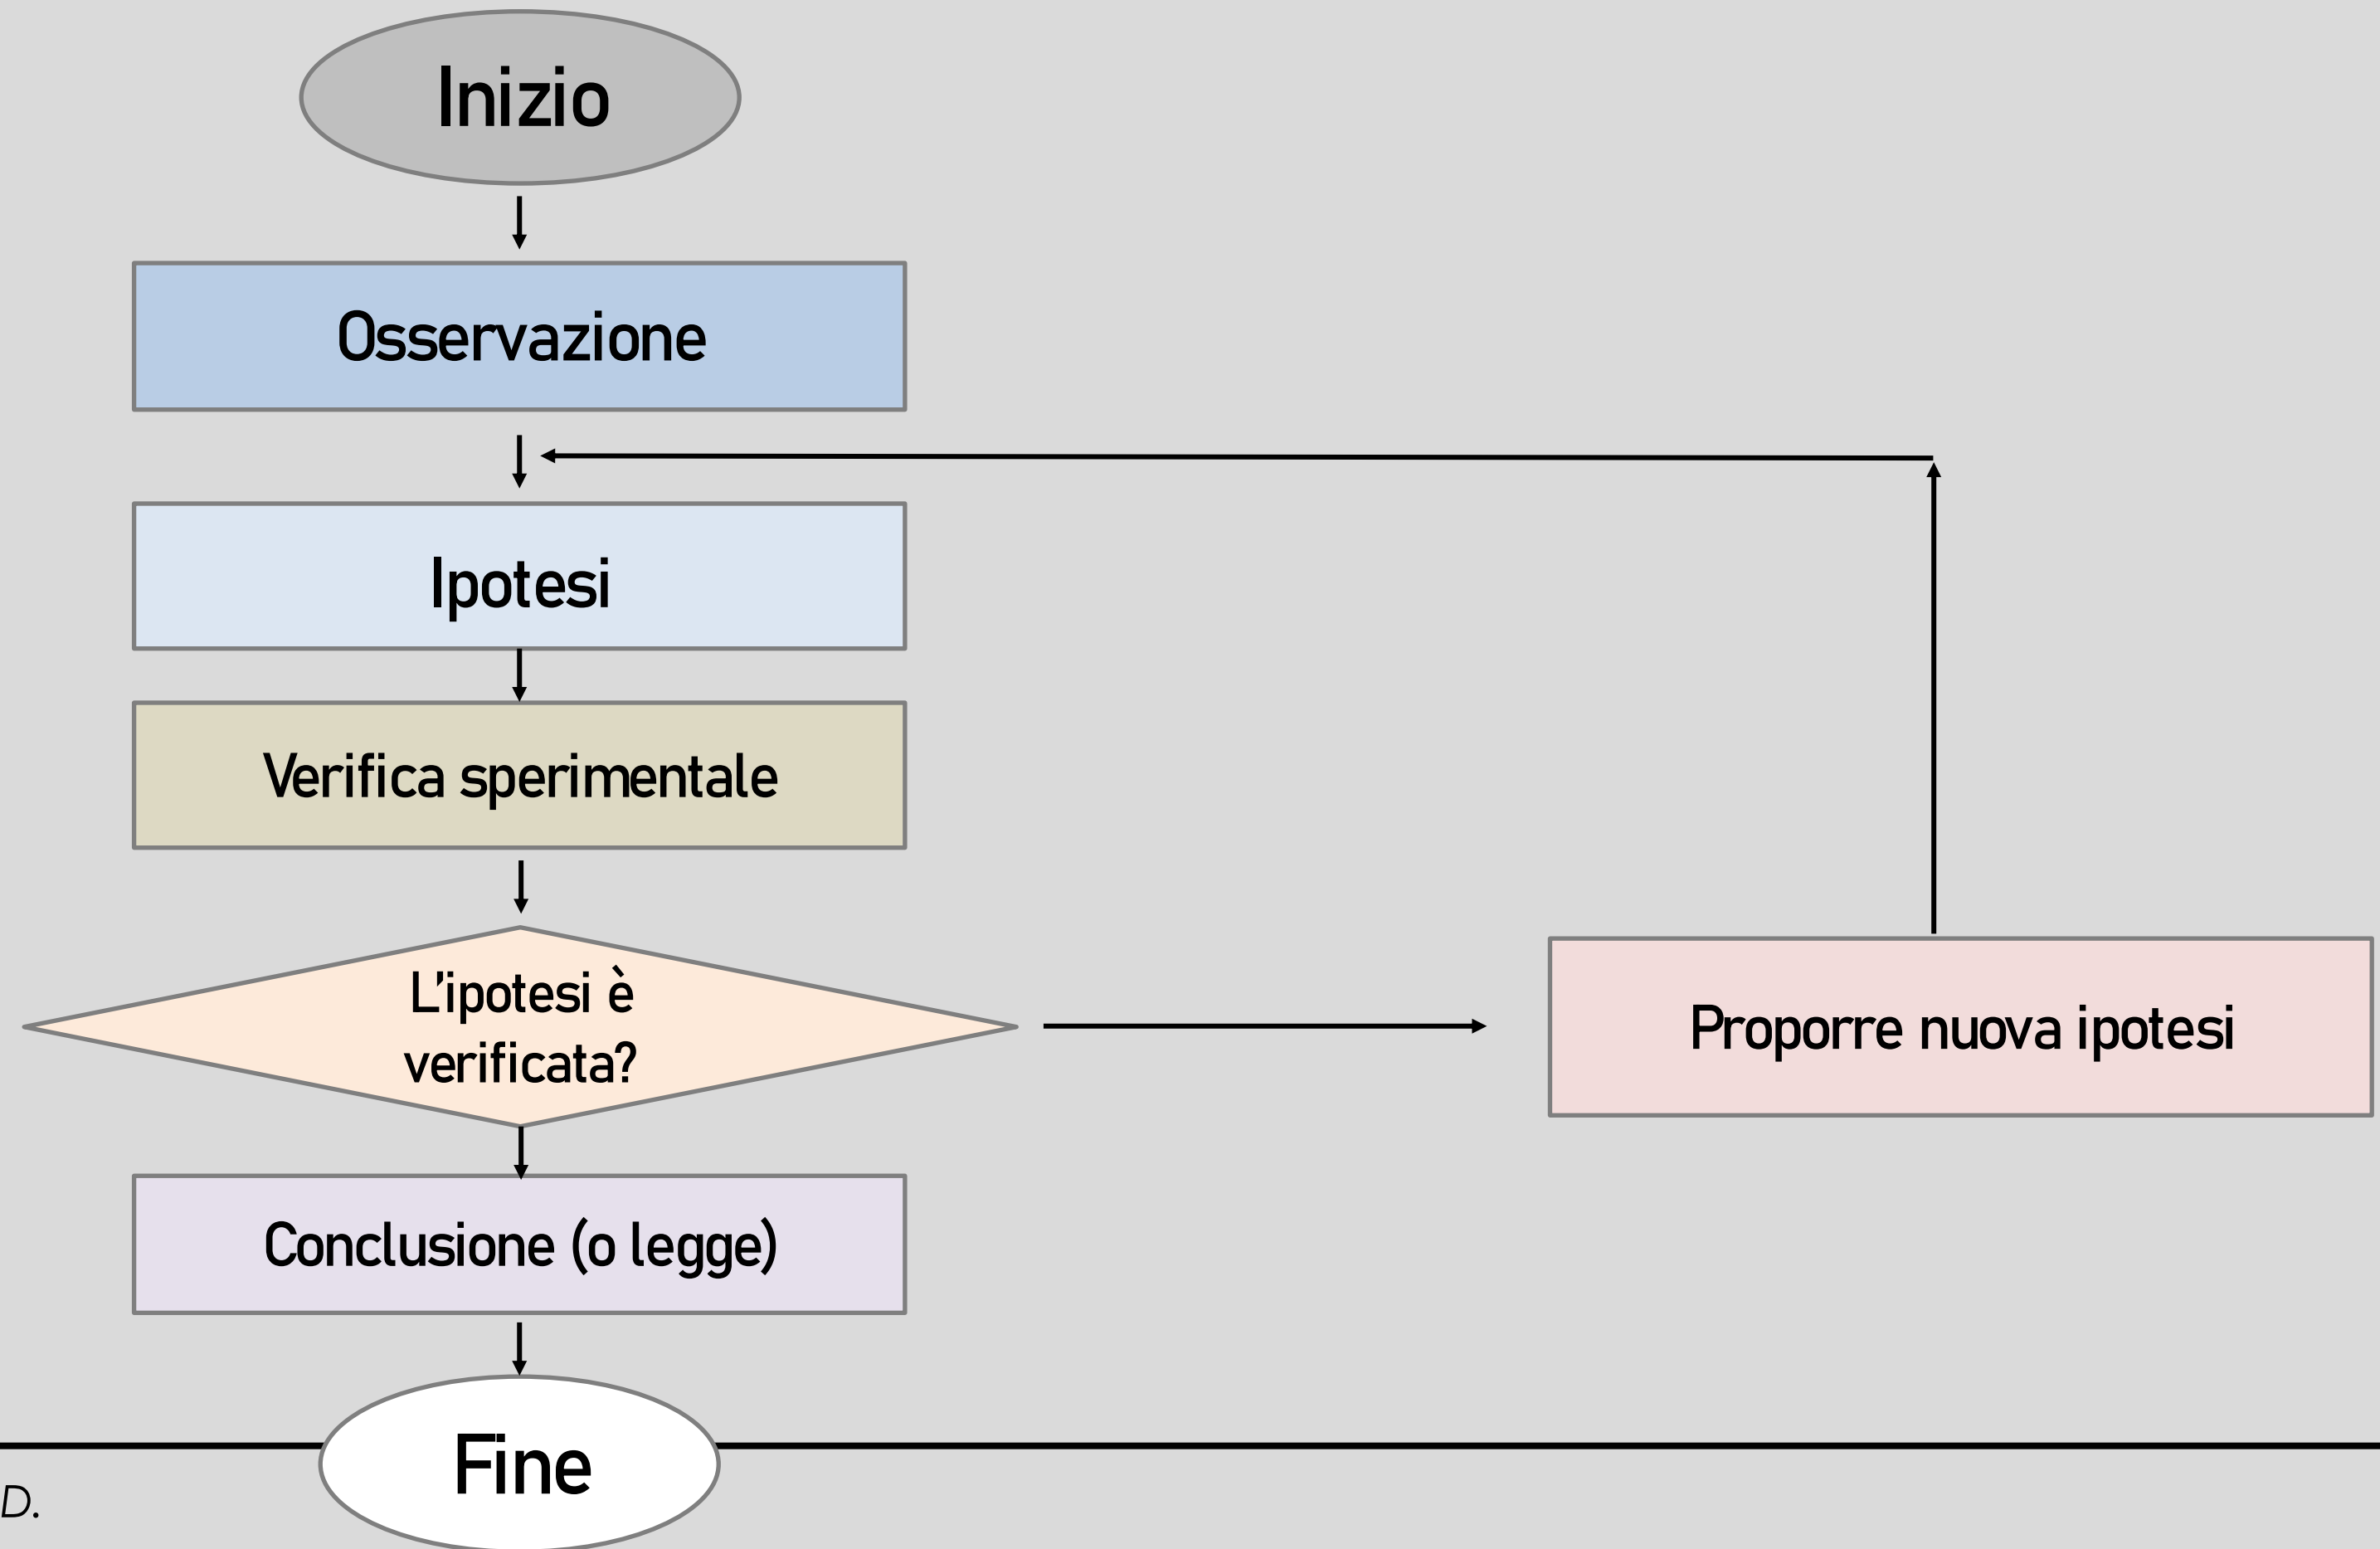 Inizio
Osservazione
Ipotesi
Verifica sperimentale
L'ipotesi è
verificata?
Proporre nuova ipotesi
Conclusione (o legge)
Fine
D.